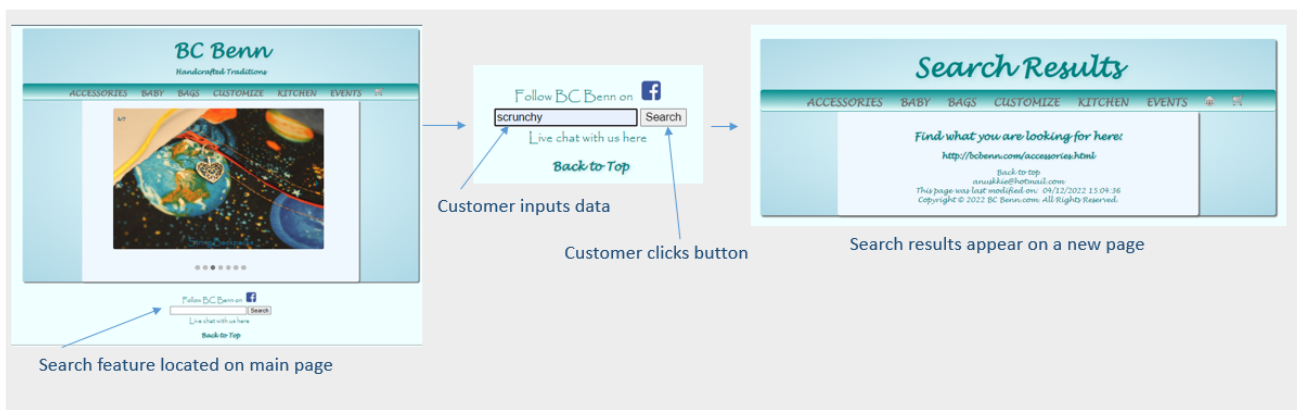 BC Benn
Handcrafted Traditions
ACCESSORIES BABY BAGS CUSTOMIZE KITCHEN EVENTS
Follow BC Benn on
Search
Live chat with us here
Back to Top
Search feature located on main page
Follow BC Benn on
scrunchy Search
Live chat with us here
Back to Top
Customer inputs data
Customer clicks button
Search Results
ACCESSORIES BABY BAGS CUSTOMIZE KITCHEN EVENTS
Find what you are looking for here:
http://bcbenn.com/accessories.html
Back to top
anushkie@hotmail.com
This page was last modified on: 04/12/2022 15:04:36
Copyright © 2022 BC Benn.com. All Rights Reserved.
Search results appear on a new page